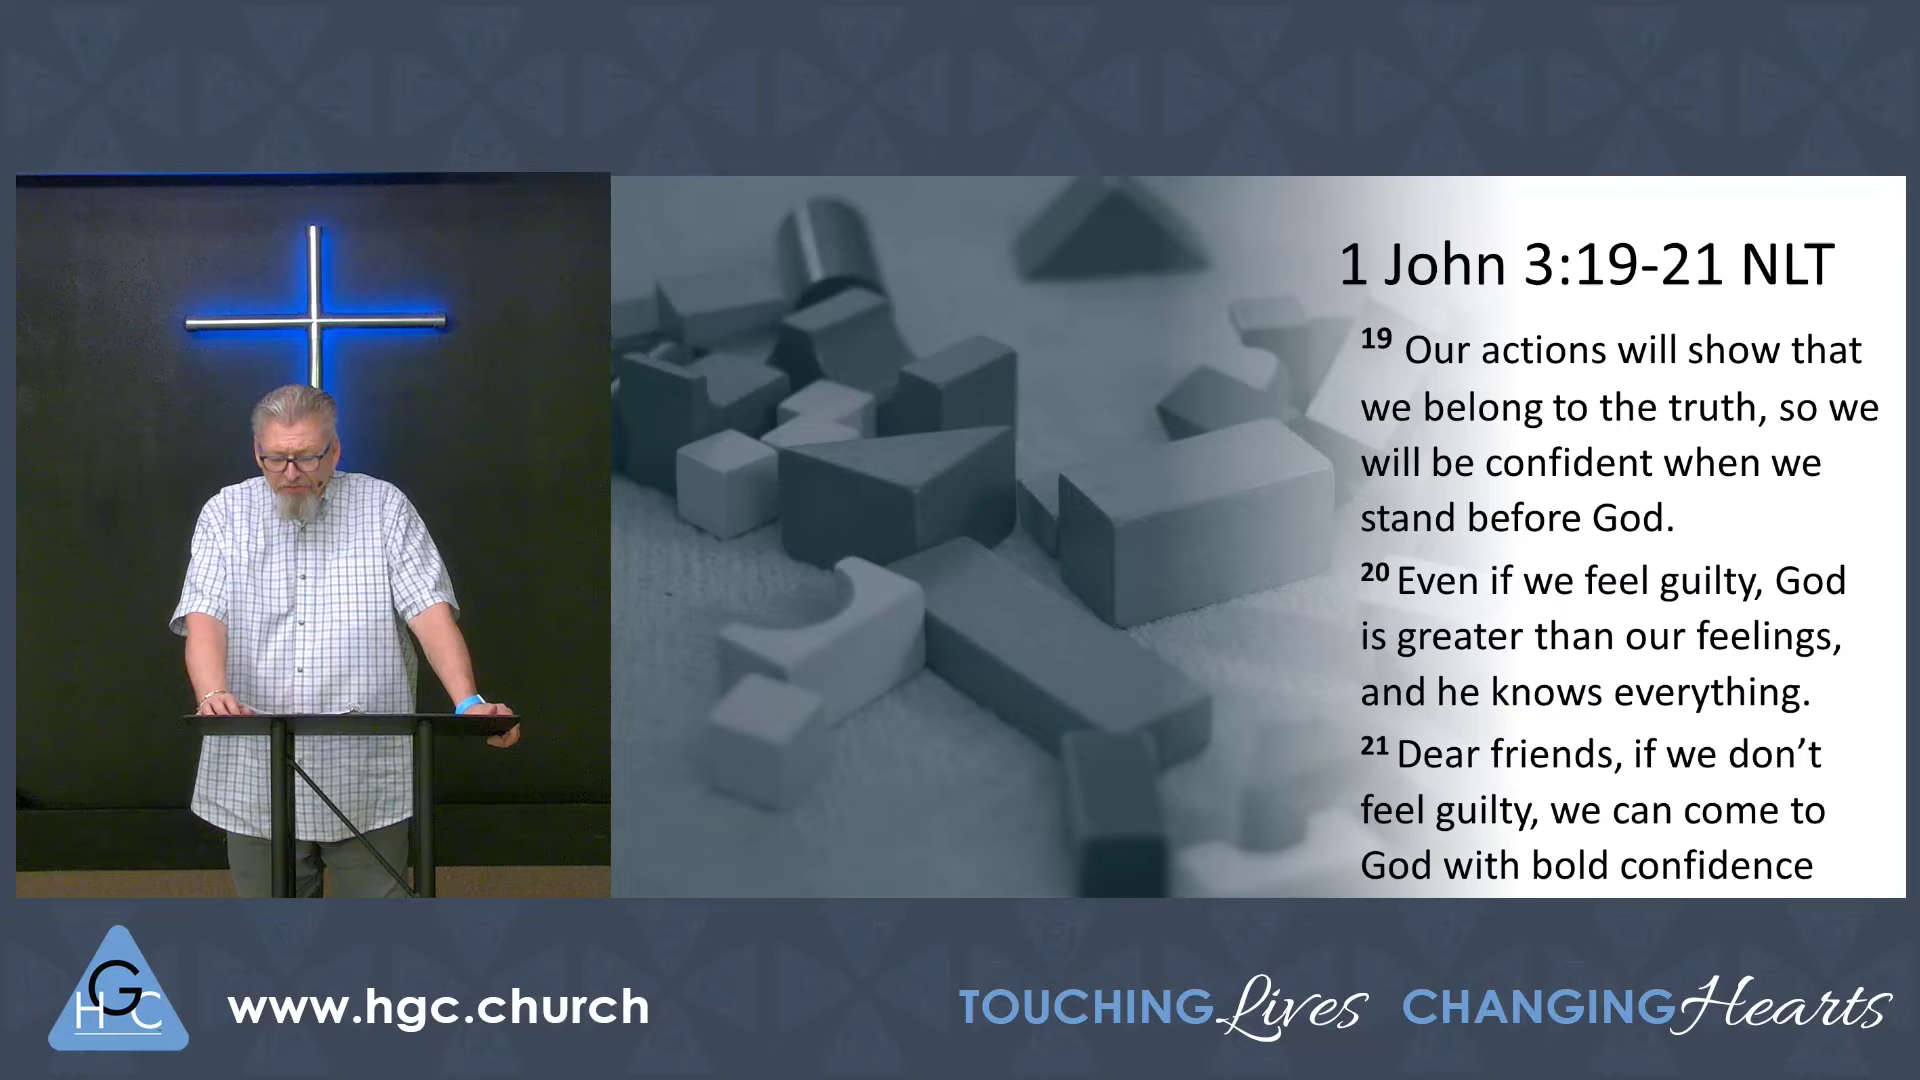 1 John 3:19-21 NLT
19 Our actions will show that
we belong to the truth, so we
will be confident when we
stand before God.
20 Even if we feel guilty, God
is greater than our feelings,
and he knows everything.
21 Dear friends, if we don’t
feel guilty, we can come to
God with bold confidence
HGC
www.hgc.church
TOUCHING Lives CHANGING Hearts